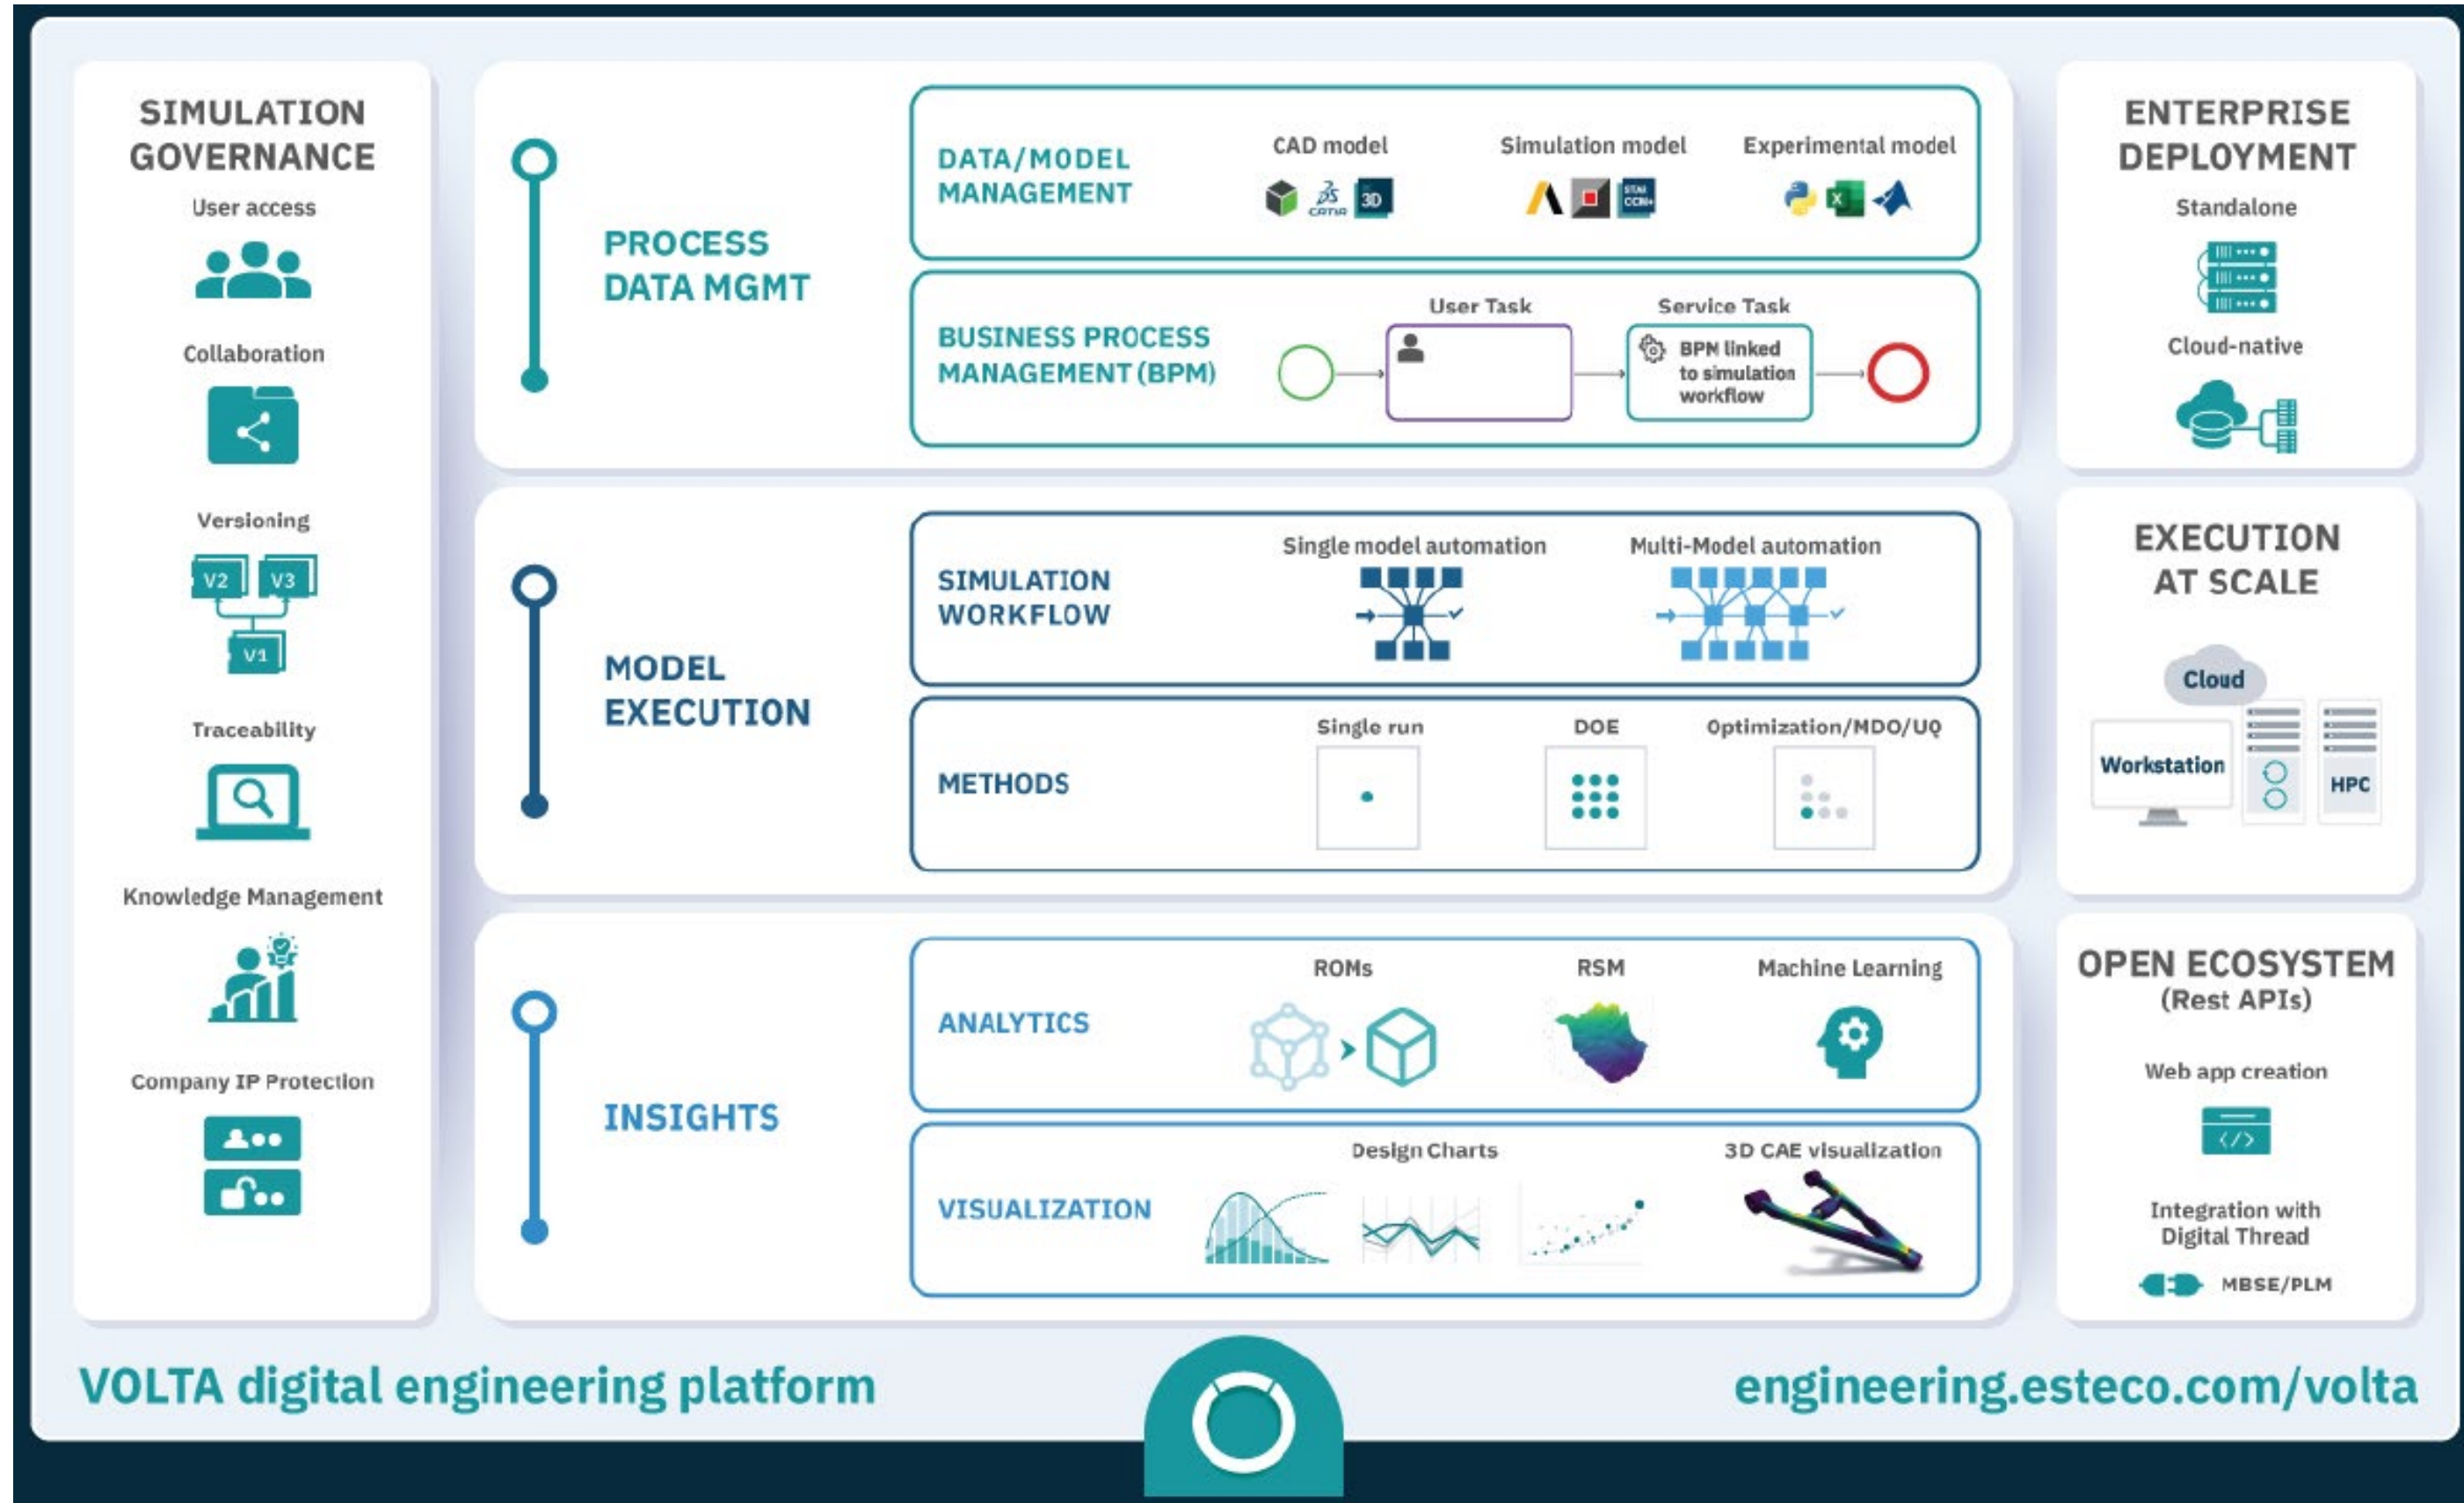 SIMULATION
GOVERNANCE
User access
Collaboration
Versioning
V2
V3
V1
Traceability
Knowledge Management
Company IP Protection
PROCESS
DATA MGMT
DATA/MODEL
MANAGEMENT
CAD model
CATIA
3D
Simulation model
STAR
CCM+
Experimental model
X
BUSINESS PROCESS
MANAGEMENT (BPM)
User Task
Service Task
BPM linked
to simulation
workflow
MODEL
EXECUTION
SIMULATION
WORKFLOW
Single model automation
Multi-Model automation
METHODS
Single run
DOE
Optimization/MDO/UQ
INSIGHTS
ANALYTICS
ROMs
RSM
Machine Learning
VISUALIZATION
Design Charts
3D CAE visualization
ENTERPRISE
DEPLOYMENT
Standalone
Cloud-native
EXECUTION
AT SCALE
Cloud
Workstation
HPC
OPEN ECOSYSTEM
(Rest APIs)
Web app creation
</>
Integration with
Digital Thread
MBSE/PLM
VOLTA digital engineering platform
engineering.esteco.com/volta